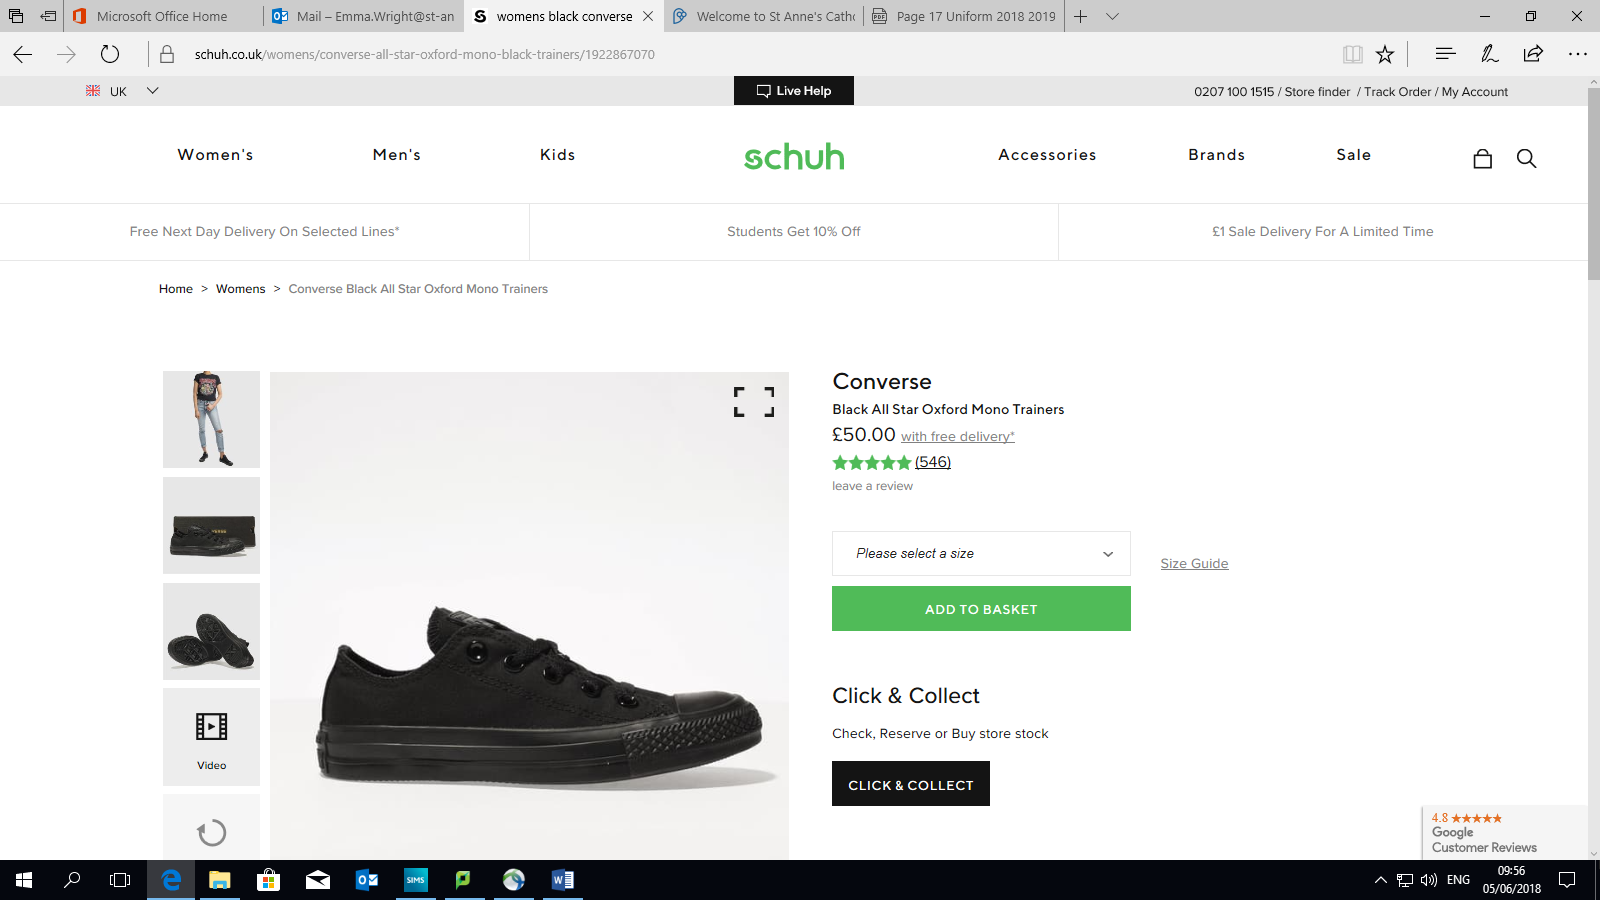 Microsoft Office Home
Mail – Emma.Wright@st-an
womens black converse
Welcome to St Anne's Cath
Page 17 Uniform 2018 2019
schuh.co.uk/womens/converse-all-star-oxford-mono-black-trainers/1922867070
UK
Live Help
0207 100 1515 / Store finder / Track Order / My Account
Women's
Men's
Kids
schuh
Accessories
Brands
Sale
Free Next Day Delivery On Selected Lines*
Students Get 10% Off
£1 Sale Delivery For A Limited Time
Home > Womens > Converse Black All Star Oxford Mono Trainers
Converse
Black All Star Oxford Mono Trainers
£50.00 with free delivery*
(546)
leave a review
Please select a size
Size Guide
ADD TO BASKET
Click & Collect
Check, Reserve or Buy store stock
CLICK & COLLECT
Video
4.8
Google
Customer Reviews
SIMS
ENG
09:56
05/06/2018